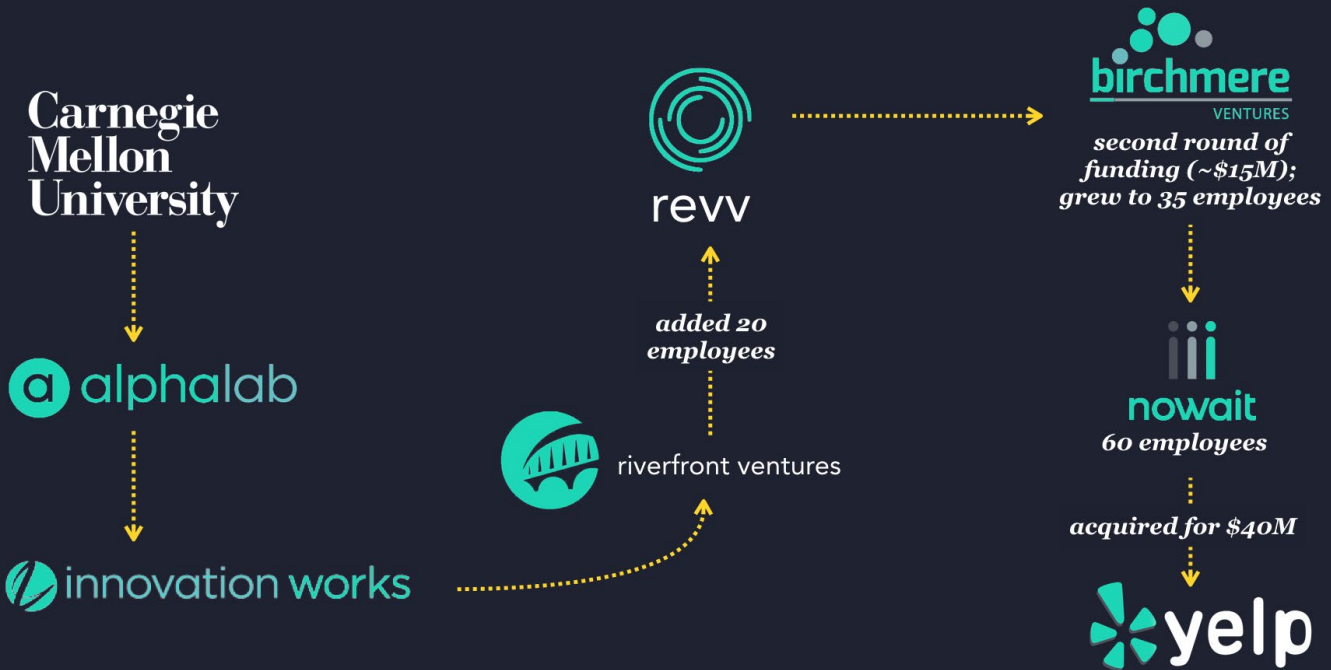 Carnegie
Mellon
University
a alphalab
innovation works
riverfront ventures
added 20
employees
revv
birchmere
VENTURES
second round of
funding (~$15M);
grew to 35 employees
nowait
60 employees
acquired for $40M
yelp